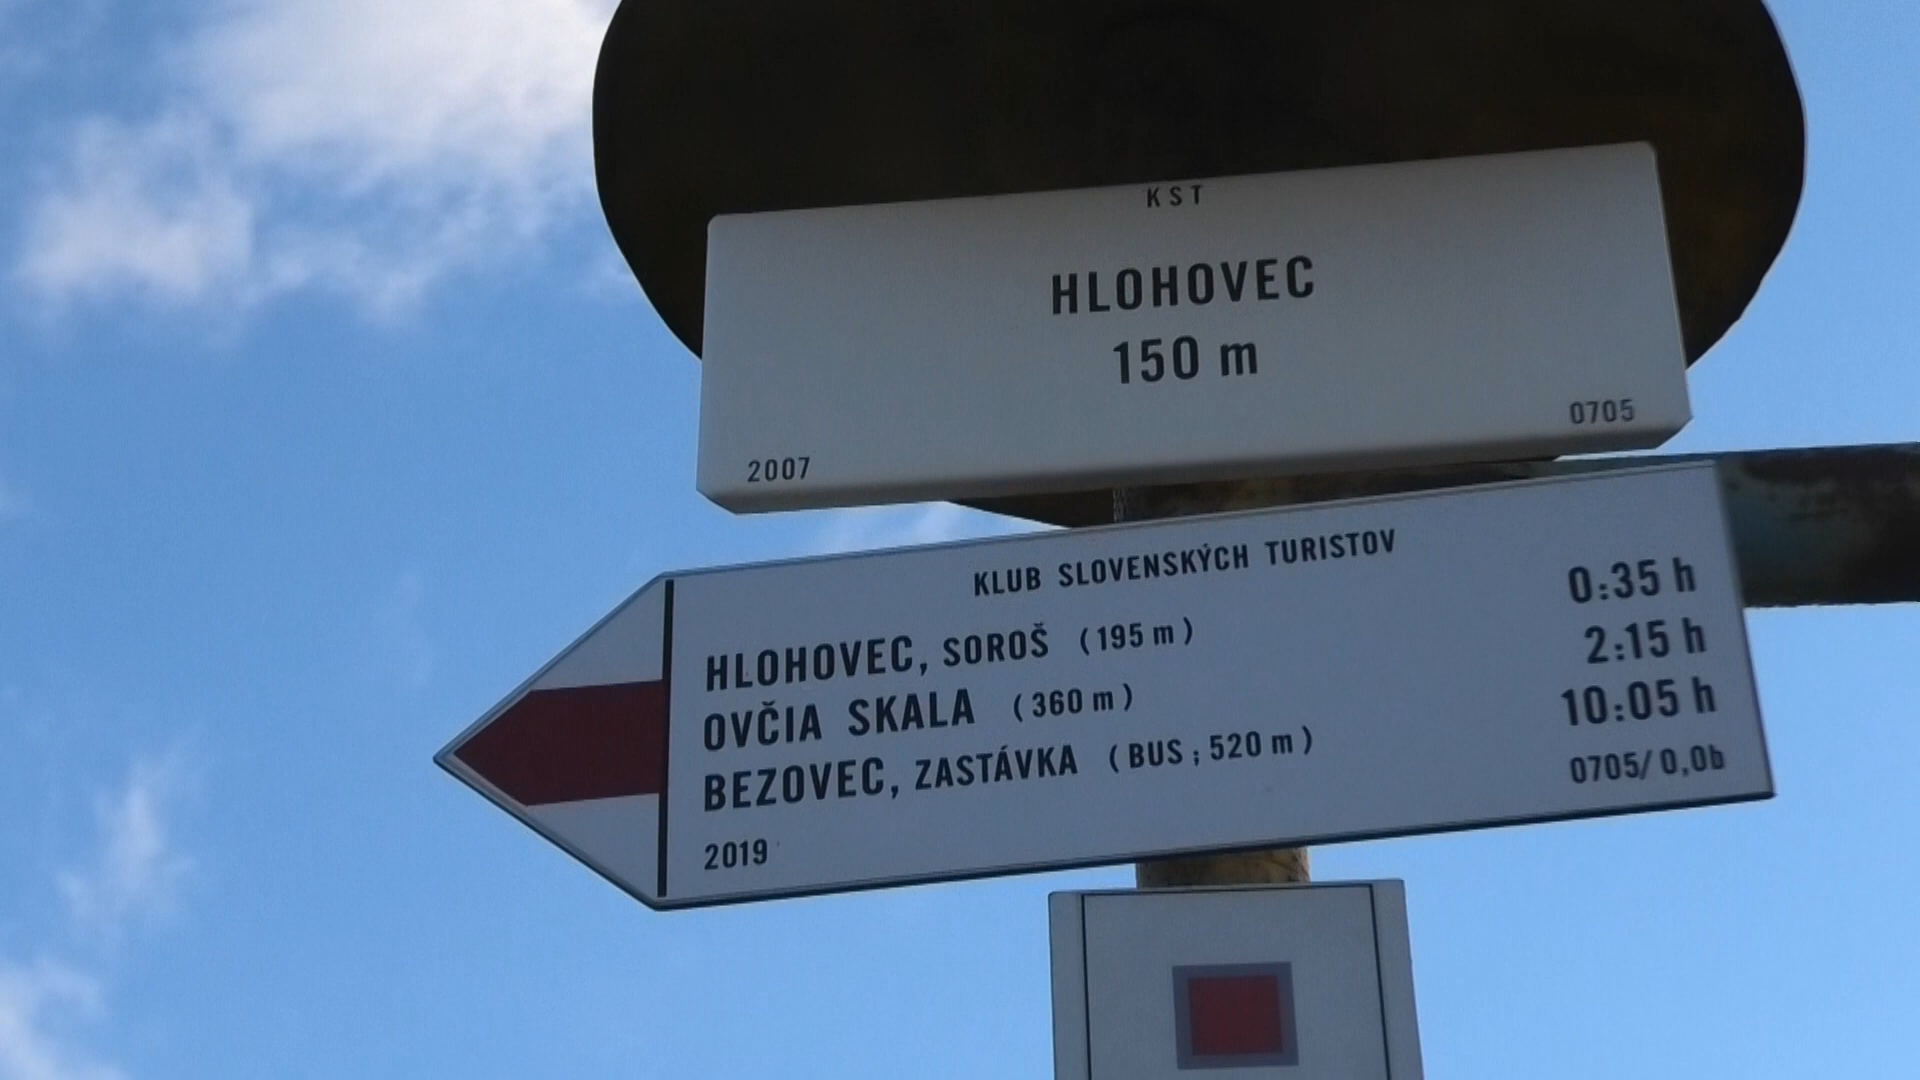 KST
HLOHOVEC
150 m
2007 0705
KLUB SLOVENSKÝCH TURISTOV
HLOHOVEC, SOROŠ (195 m) 0:35 h
OVČIA SKALA (360 m) 2:15 h
BEZOVEC, ZASTÁVKA (BUS ; 520 m) 10:05 h
2019 0705/0,0b